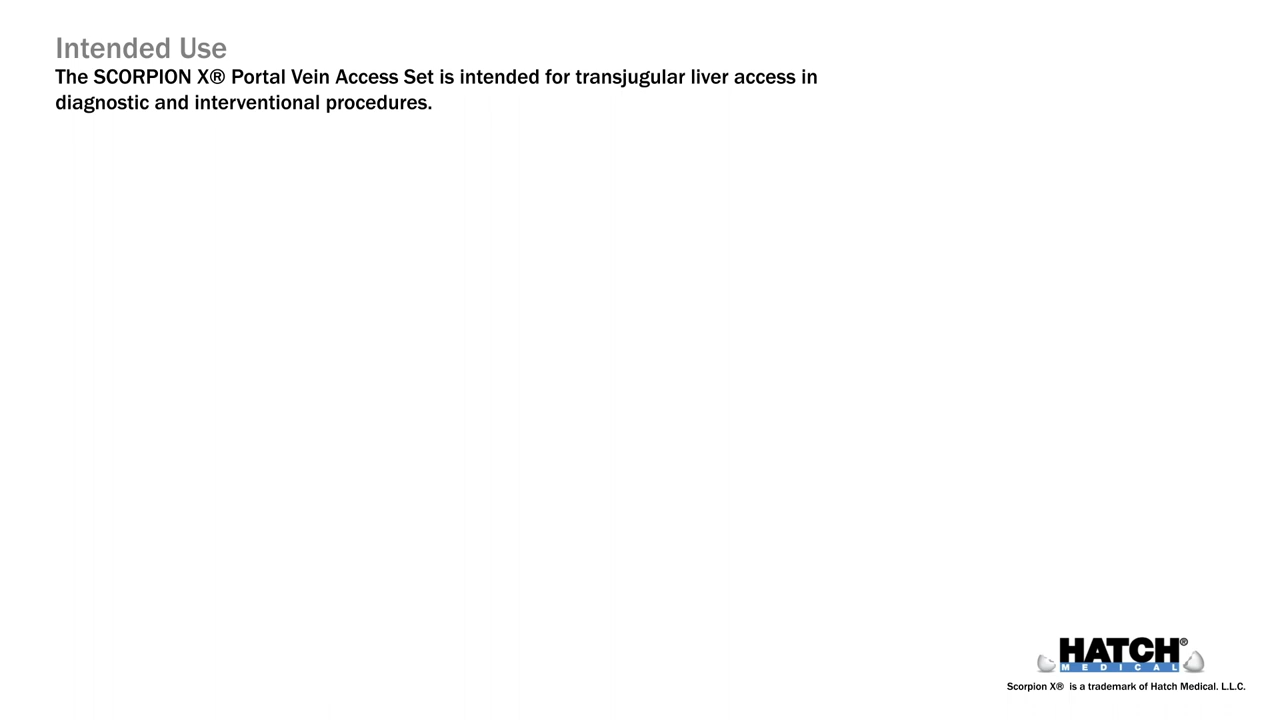 Intended Use
The SCORPION X® Portal Vein Access Set is intended for transjugular liver access in
diagnostic and interventional procedures.
HATCH®
MEDICAL
Scorpion X® is a trademark of Hatch Medical. L.L.C.